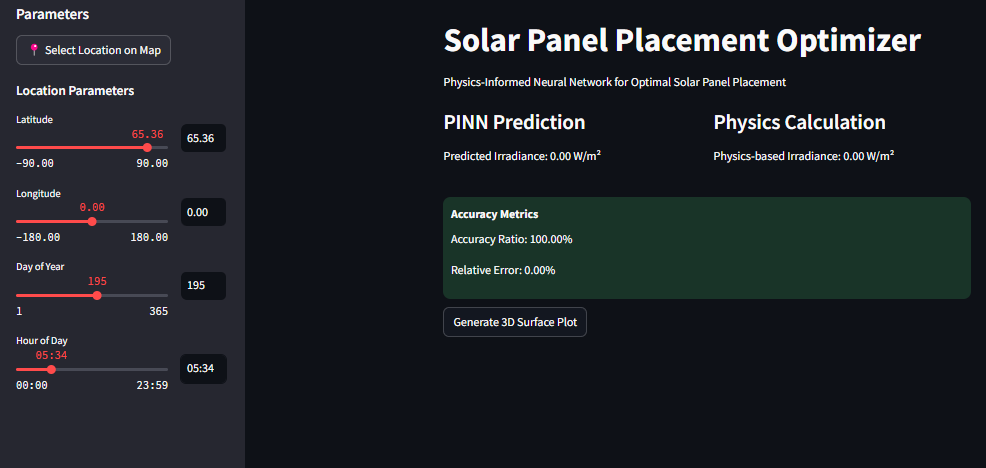 Parameters
Select Location on Map
Location Parameters
Latitude
65.36
65.36
-90.00 90.00
Longitude
0.00
0.00
-180.00 180.00
Day of Year
195
195
1 365
Hour of Day
05:34
05:34
00:00 23:59
Solar Panel Placement Optimizer
Physics-Informed Neural Network for Optimal Solar Panel Placement
PINN Prediction
Predicted Irradiance: 0.00 W/m²
Physics Calculation
Physics-based Irradiance: 0.00 W/m²
Accuracy Metrics
Accuracy Ratio: 100.00%
Relative Error: 0.00%
Generate 3D Surface Plot